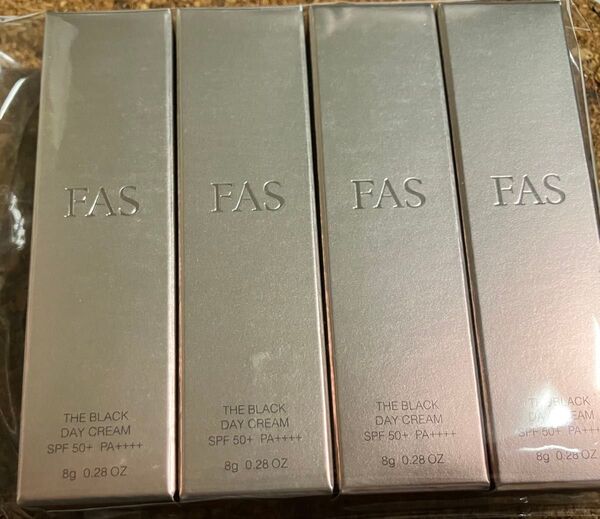 FAS
THE BLACK
DAY CREAM
SPF 50+ PA++++
8g 0.28 OZ
FAS
THE BLACK
DAY CREAM
SPF 50+ PA++++
8g 0.28 OZ
FAS
THE BLACK
DAY CREAM
SPF 50+ PA++++
8g 0.28 OZ
FAS
THE BLACK
DAY CREAM
SPF 50+ PA++++
8g 0.28 OZ